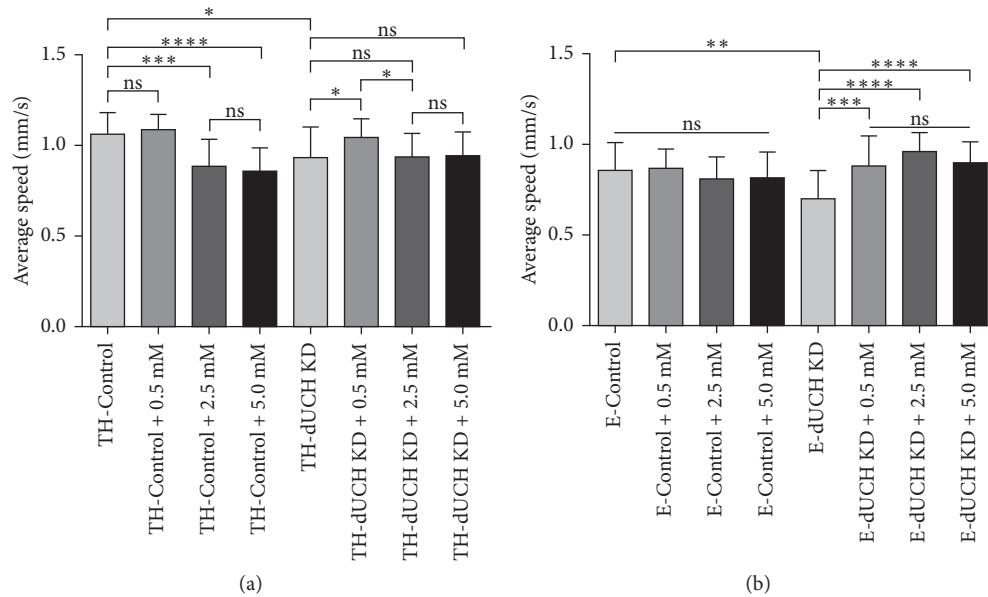 *
****
***
ns
ns
ns
ns
*
*
ns
1.5
1.0
0.5
0.0
Average speed (mm/s)
TH-Control
TH-Control + 0.5 mM
TH-Control + 2.5 mM
TH-Control + 5.0 mM
TH-dUCH KD
TH-dUCH KD + 0.5 mM
TH-dUCH KD + 2.5 mM
TH-dUCH KD + 5.0 mM
(a)
**
****
****
***
ns
ns
1.5
1.0
0.5
0.0
Average speed (mm/s)
E-Control
E-Control + 0.5 mM
E-Control + 2.5 mM
E-Control + 5.0 mM
E-dUCH KD
E-dUCH KD + 0.5 mM
E-dUCH KD + 2.5 mM
E-dUCH KD + 5.0 mM
(b)